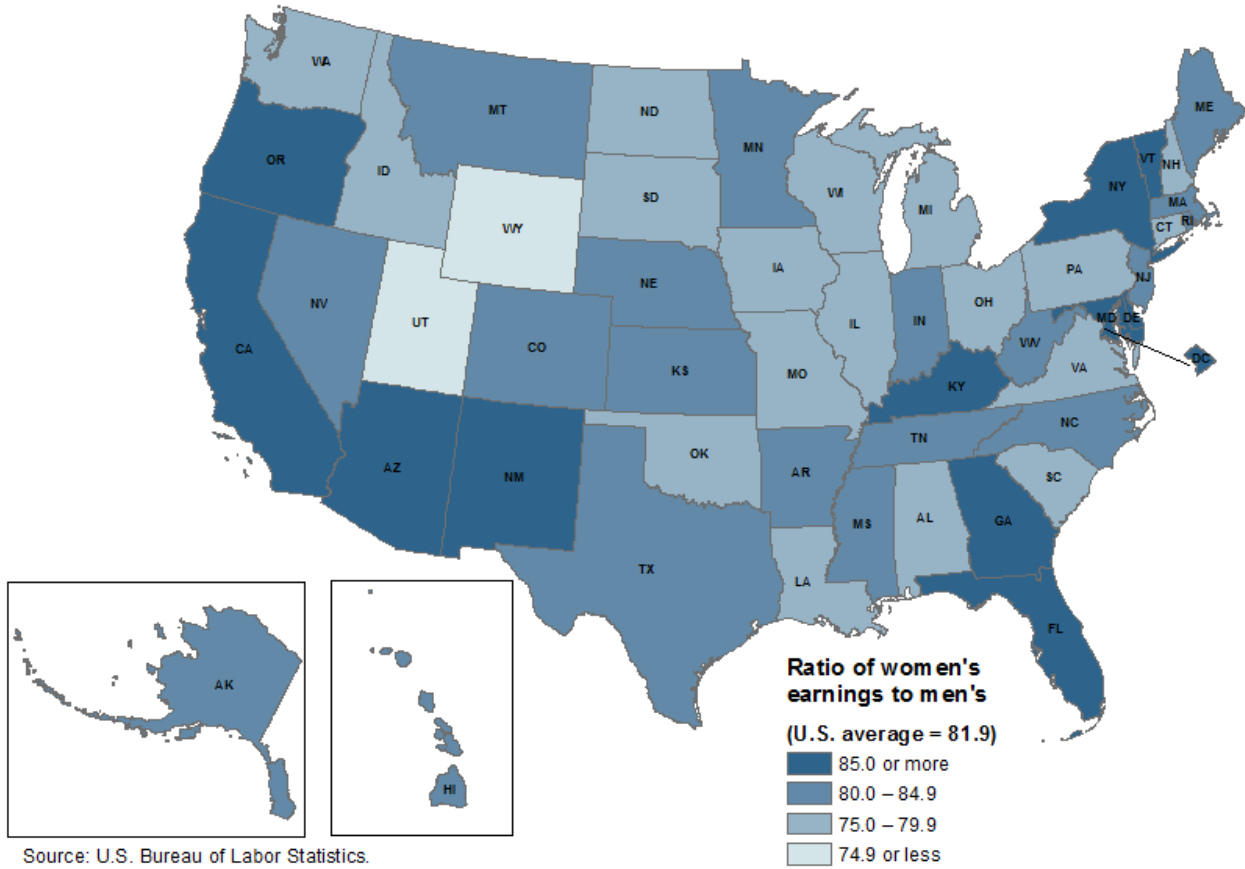 WA
MT
ND
MN
ME
OR
ID
SD
WI
MI
NY
VT
NH
MA
CT
RI
WY
IA
PA
NJ
NV
UT
NE
IL
IN
OH
MD
DE
CA
CO
KS
MO
WV
VA
DC
KY
AZ
NM
OK
AR
TN
NC
SC
MS
AL
GA
TX
LA
FL
AK
HI
Ratio of women's
earnings to men's
(U.S. average = 81.9)
85.0 or more
80.0 – 84.9
75.0 – 79.9
74.9 or less
Source: U.S. Bureau of Labor Statistics.